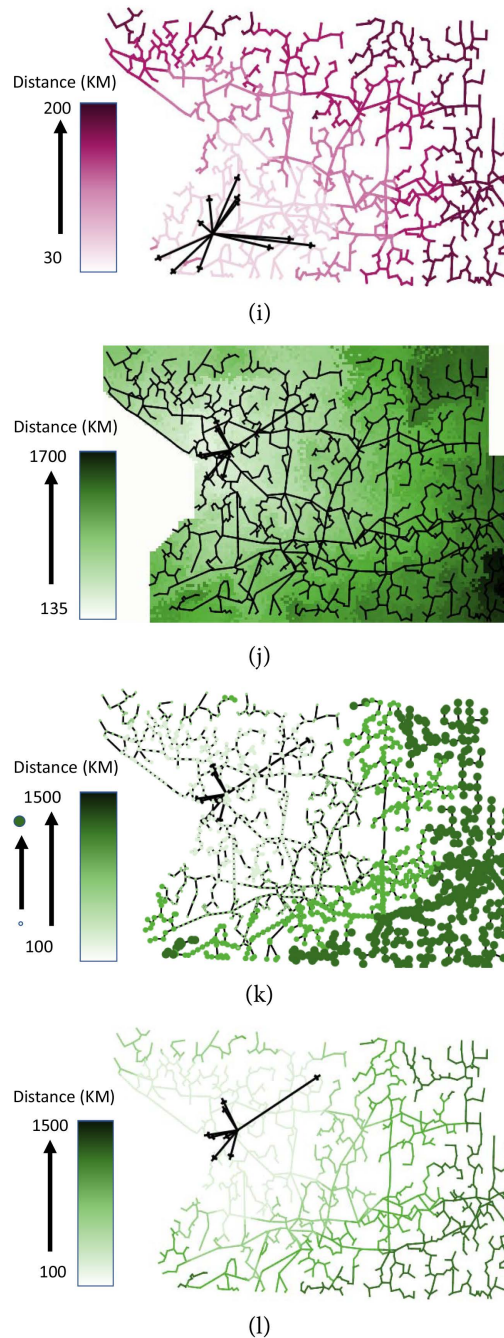 Distance (KM)
200
30
(i)
Distance (KM)
1700
135
(j)
Distance (KM)
1500
100
(k)
Distance (KM)
1500
100
(l)